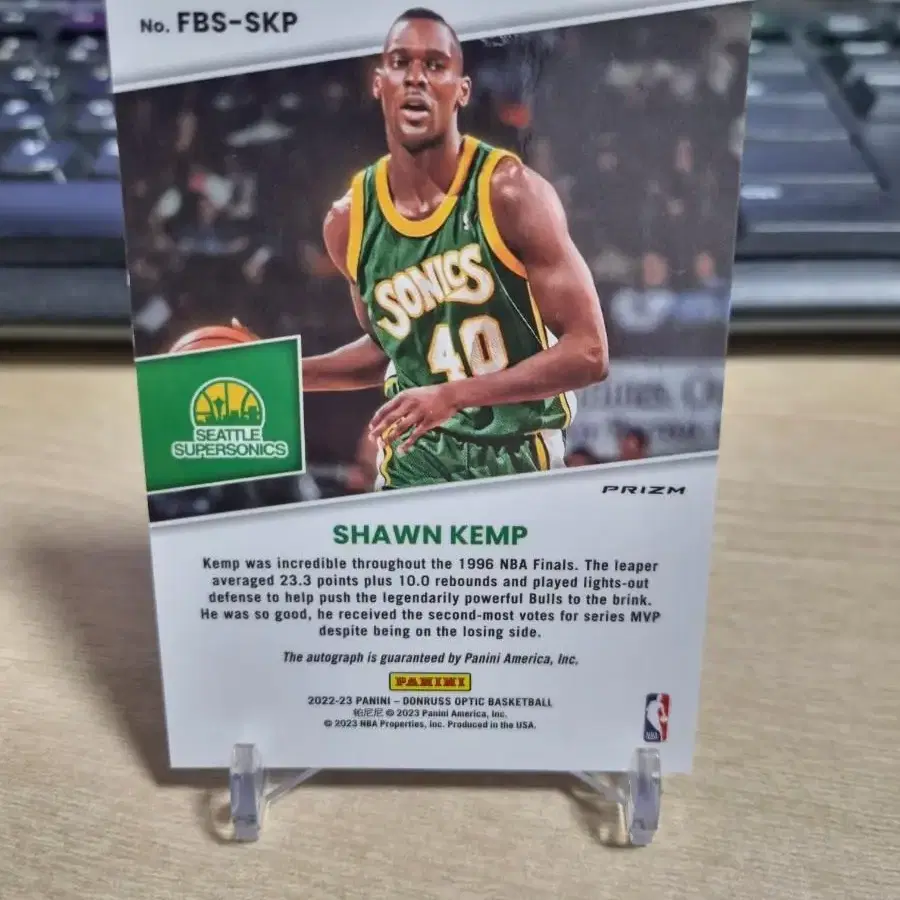 No. FBS-SKP
SONICS
40
SEATTLE
SUPERSONICS
PRIZM
SHAWN KEMP
Kemp was incredible throughout the 1996 NBA Finals. The leaper
averaged 23.3 points plus 10.0 rebounds and played lights-out
defense to help push the legendarily powerful Bulls to the brink.
He was so good, he received the second-most votes for series MVP
despite being on the losing side.
The autograph is guaranteed by Panini America, Inc.
PANINI
2022-23 PANINI – DONRUSS OPTIC BASKETBALL
帕尼尼 © 2023 Panini America, Inc.
© 2023 NBA Properties, Inc. Produced in the USA.
NBA